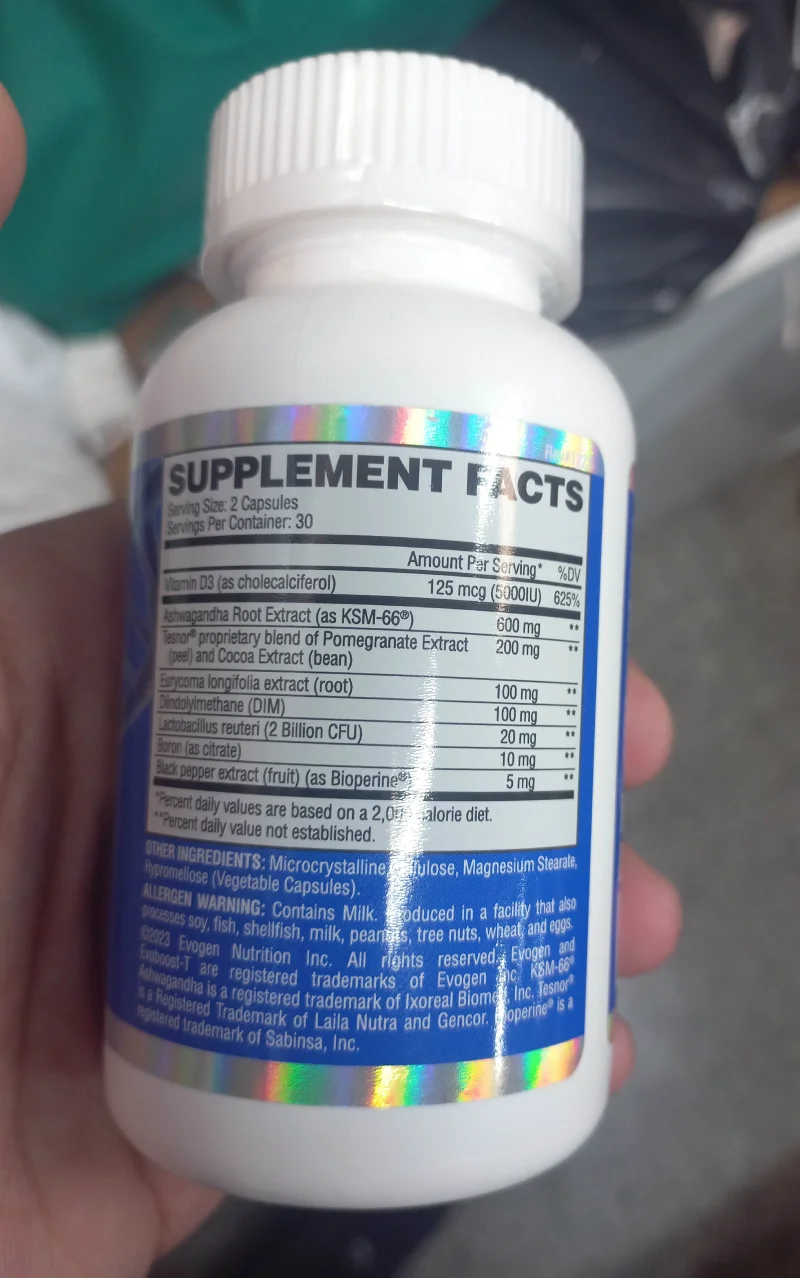 SUPPLEMENT FACTS
Serving Size: 2 Capsules
Servings Per Container: 30
Amount Per Serving* %DV
Vitamin D3 (as cholecalciferol) 125 mcg (5000IU) 625%
Ashwagandha Root Extract (as KSM-66®) 600 mg **
Tesnor® proprietary blend of Pomegranate Extract 200 mg **
(peel) and Cocoa Extract (bean)
Eurycoma longifolia extract (root) 100 mg **
Diindolylmethane (DIM) 100 mg **
Lactobacillus reuteri (2 Billion CFU) 20 mg **
Boron (as citrate) 10 mg **
Black pepper extract (fruit) (as Bioperine®) 5 mg **
*Percent daily values are based on a calorie diet.
**Percent daily value not established.
OTHER INGREDIENTS: Microcrystalline Cellulose, Magnesium Stearate,
Hypromellose (Vegetable Capsules).
ALLERGEN WARNING: Contains Milk. Produced in a facility that also
processes soy, fish, shellfish, milk, peanuts, tree nuts, wheat, and eggs.
©2023 Evogen Nutrition Inc. All rights reserved. Evogen and
Evoboost-T are registered trademarks of Evogen Inc. KSM-66®
Ashwagandha is a registered trademark of Ixoreal Biomed, Inc. Tesnor®
is a Registered Trademark of Laila Nutra and Gencor. Bioperine® is a
registered trademark of Sabinsa, Inc.